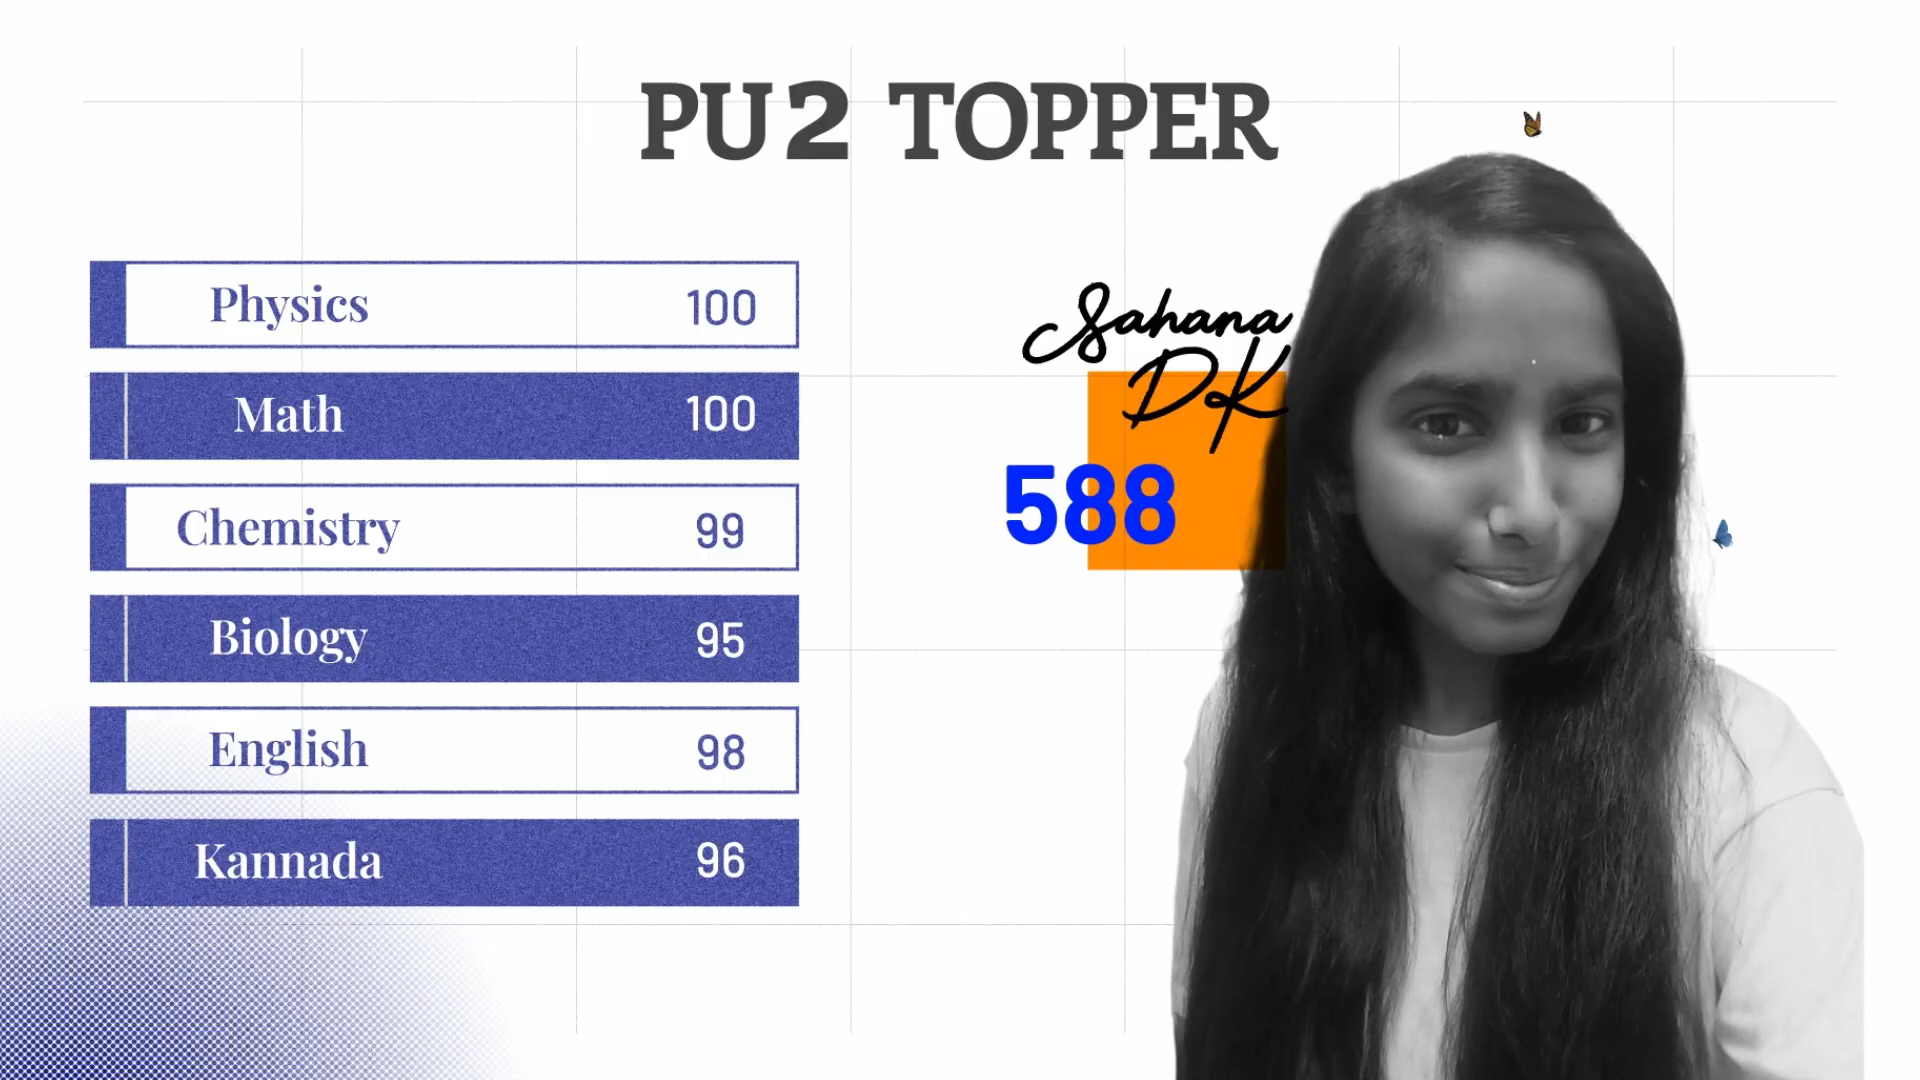 PU2 TOPPER
Physics 100
Math 100
Chemistry 99
Biology 95
English 98
Kannada 96
Sahana
DK
588